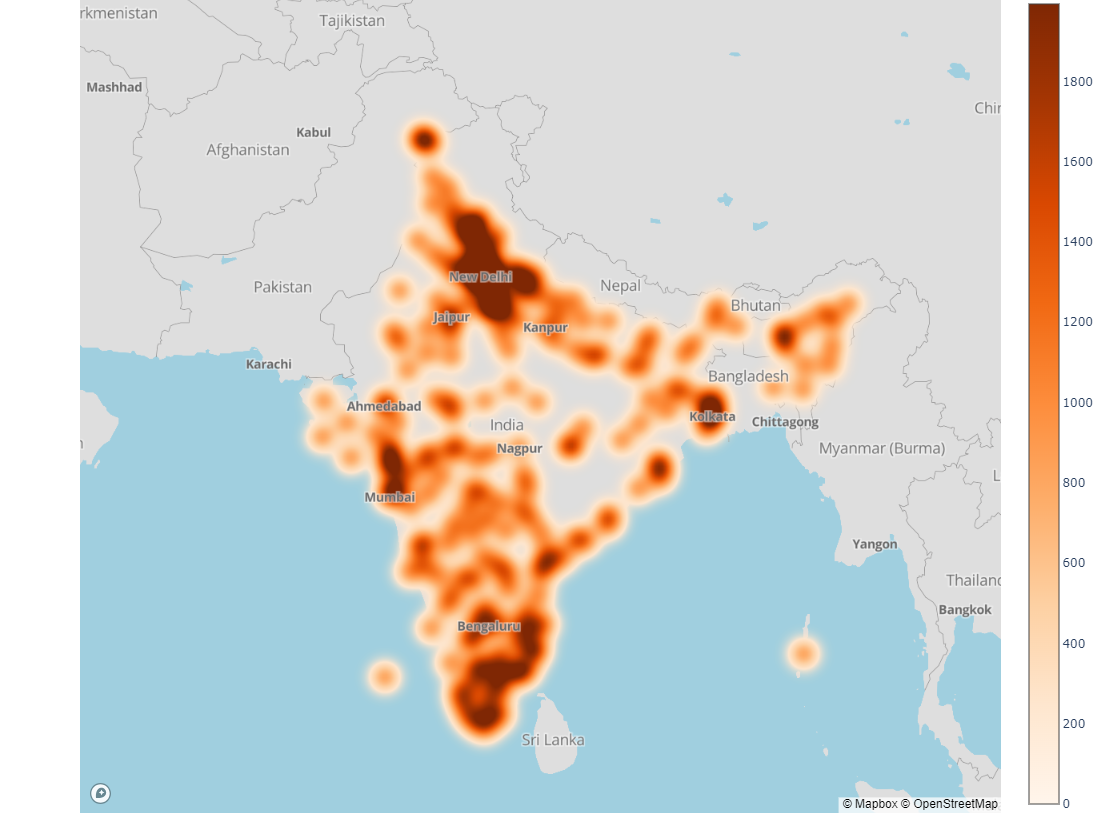 rkmenistan
Tajikistan
Mashhad
Kabul
Afghanistan
Chin
1800
1600
1400
1200
1000
800
600
400
200
0
New Delhi
Pakistan
Nepal
Bhutan
Jaipur
Kanpur
Karachi
Bangladesh
Ahmedabad
India
Kolkata
Chittagong
Nagpur
Myanmar (Burma)
L
Mumbai
Yangon
Thailand
Bangkok
Bengaluru
Sri Lanka
© Mapbox © OpenStreetMap